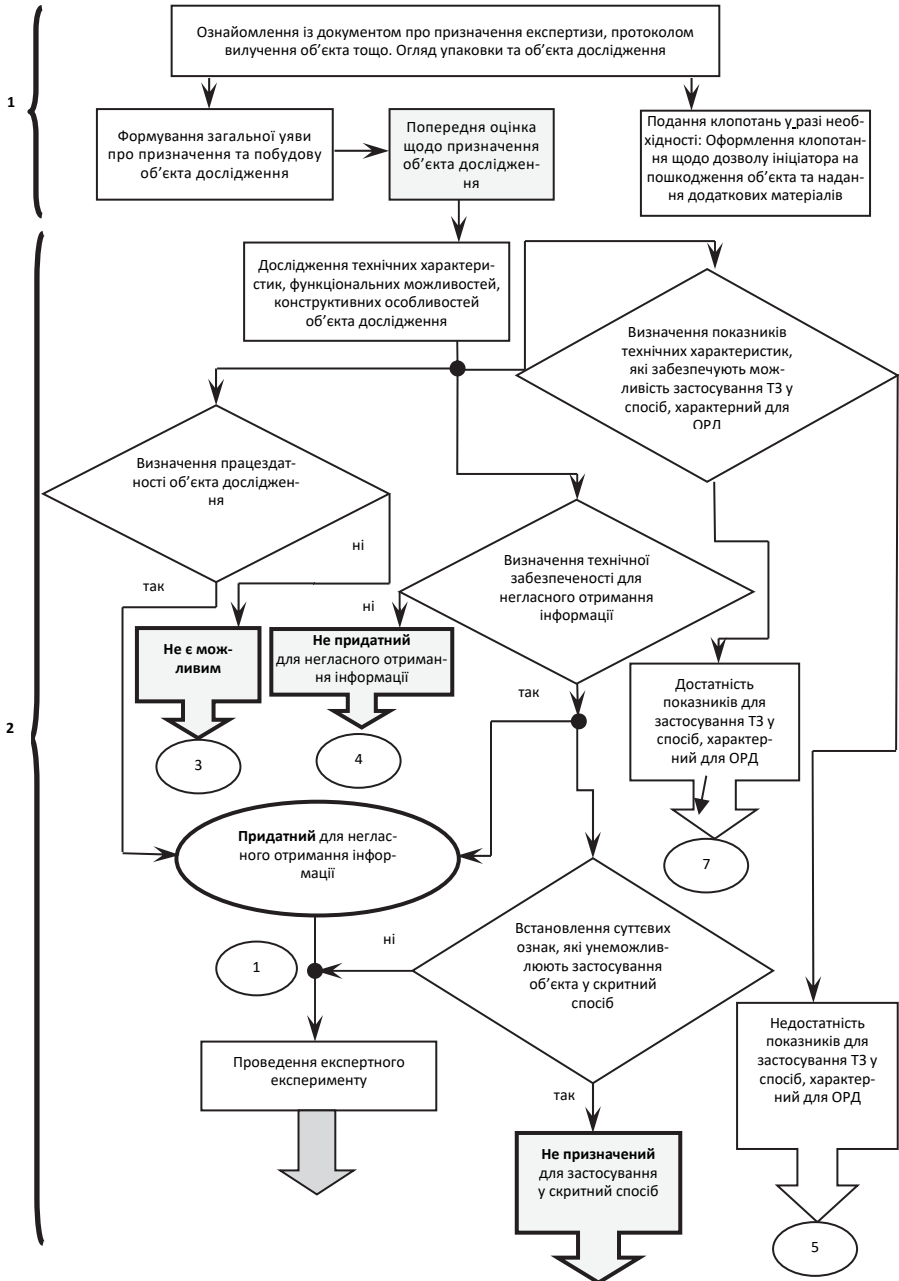 Ознайомлення із документом про призначення експертизи, протоколом
вилучення об’єкта тощо. Огляд упаковки та об’єкта дослідження
1
Формування загальної уяви
про призначення та побудову
об’єкта дослідження
Попередня оцінка
щодо призначення
об’єкта досліджен-
ня
Подання клопотань у разі необ-
хідності: Оформлення клопотан-
ня щодо дозволу ініціатора на
пошкодження об’єкта та надан-
ня додаткових матеріалів
2
Дослідження технічних характери-
стик, функціональних можливостей,
конструктивних особливостей
об’єкта дослідження
Визначення показників
технічних характеристик,
які забезпечують мож-
ливість застосування ТЗ у
спосіб, характерний для
ОРД
Визначення працездат-
ності об’єкта досліджен-
ня
ні
так
Визначення технічної
забезпеченості для
негласного отримання
інформації
ні
так
Не є мож-
ливим
Не придатний
для негласного отриман-
ня інформації
3
4
Достатність
показників для
застосування ТЗ у
спосіб, характер-
ний для ОРД
7
Придатний для неглас-
ного отримання інфор-
мації
1
ні
Встановлення суттєвих
ознак, які унеможлив-
люють застосування
об’єкта у скритний
спосіб
так
Недостатність
показників для
застосування ТЗ у
спосіб, характер-
ний для ОРД
5
Проведення експертного
експерименту
Не призначений
для застосування
у скритний спосіб